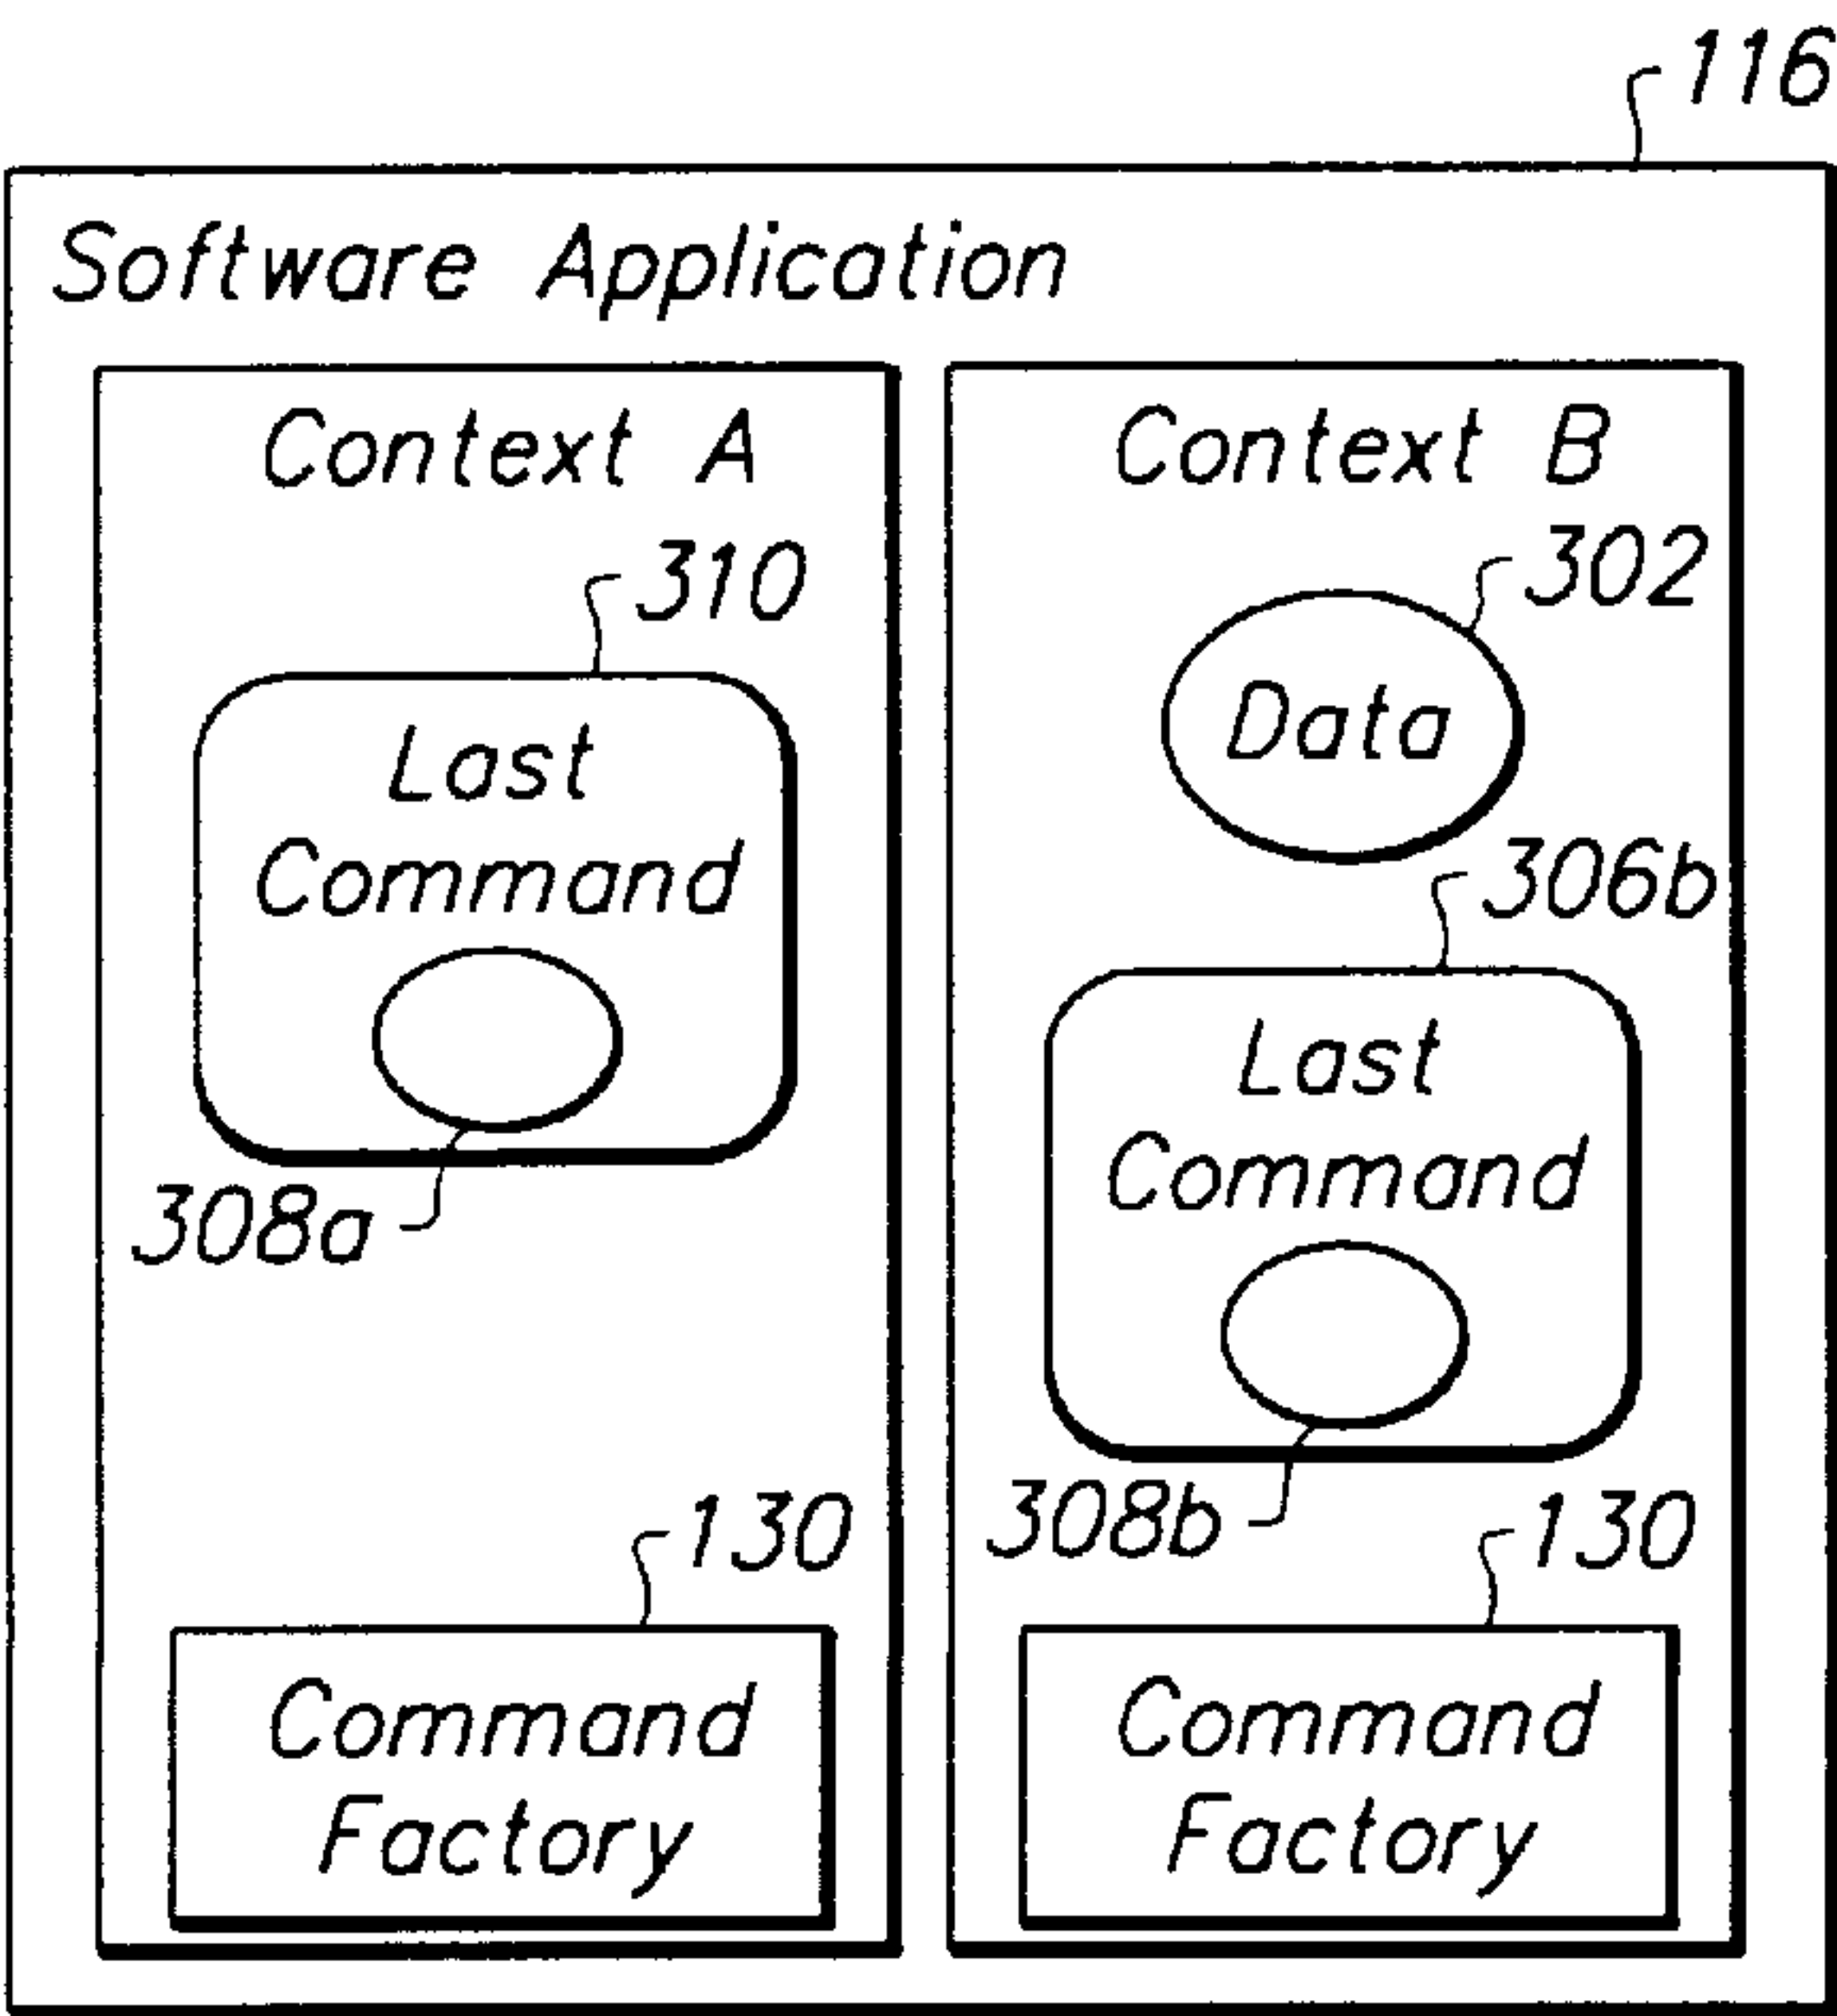 116
Software Application
Context A
310
Last
Command
308a
130
Command
Factory
Context B
302
Data
306b
Last
Command
308b
130
Command
Factory